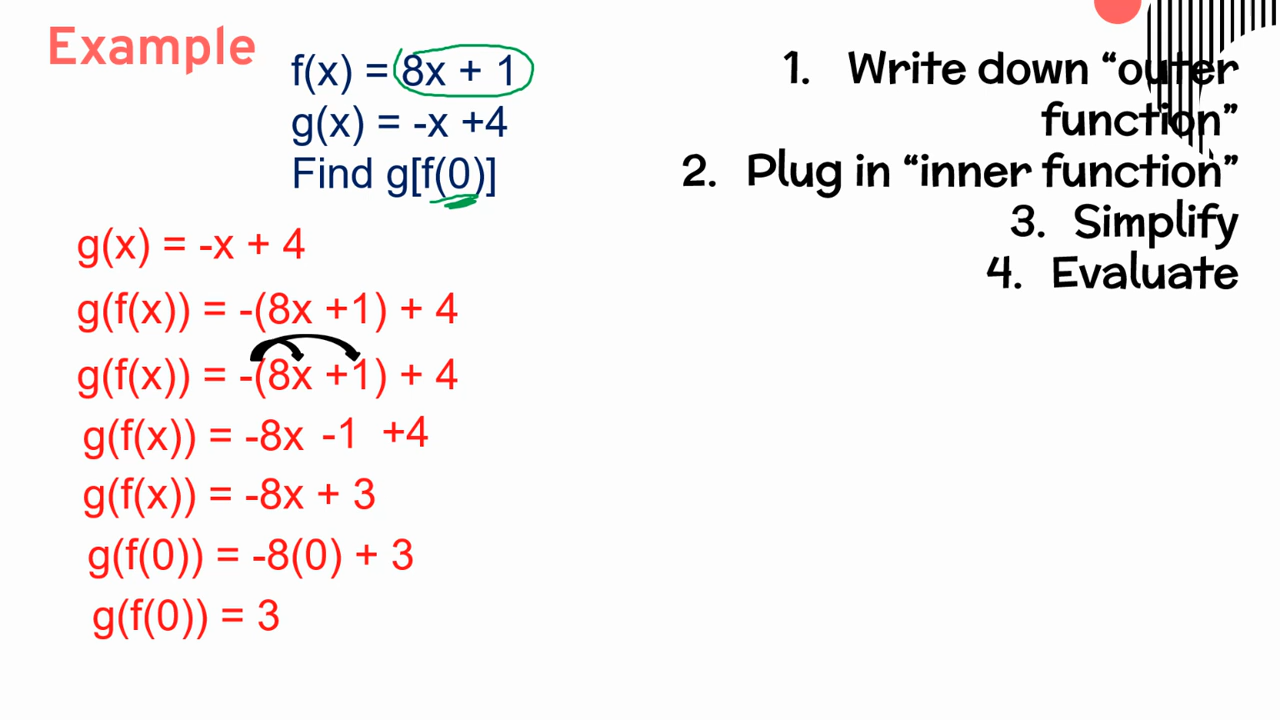 Example
f(x) = 8x + 1
g(x) = -x +4
Find g[f(0)]
1. Write down “outer
function”
2. Plug in “inner function”
3. Simplify
4. Evaluate
g(x) = -x + 4
g(f(x)) = -(8x +1) + 4
g(f(x)) = -(8x +1) + 4
g(f(x)) = -8x -1 +4
g(f(x)) = -8x + 3
g(f(0)) = -8(0) + 3
g(f(0)) = 3